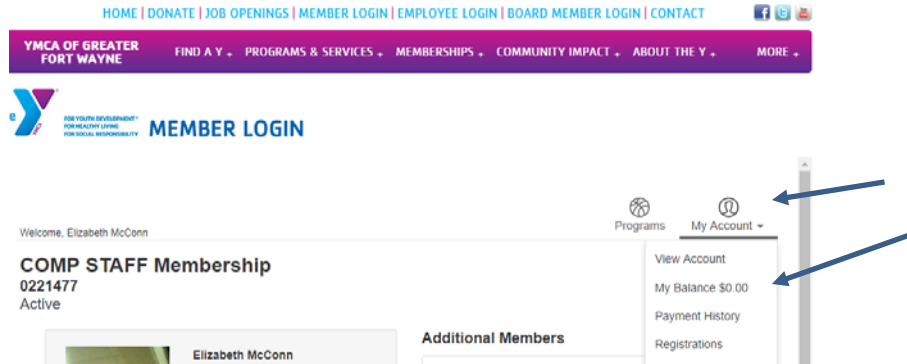 HOME | DONATE | JOB OPENINGS | MEMBER LOGIN | EMPLOYEE LOGIN | BOARD MEMBER LOGIN | CONTACT
YMCA OF GREATER
FORT WAYNE
FIND A Y + PROGRAMS & SERVICES + MEMBERSHIPS + COMMUNITY IMPACT + ABOUT THE Y + MORE +
FOR YOUTH DEVELOPMENT®
FOR HEALTHY LIVING
FOR SOCIAL RESPONSIBILITY
MEMBER LOGIN
Programs My Account
Welcome, Elizabeth McConn
COMP STAFF Membership
0221477
Active
View Account
My Balance $0.00
Payment History
Registrations
Additional Members
Elizabeth McConn